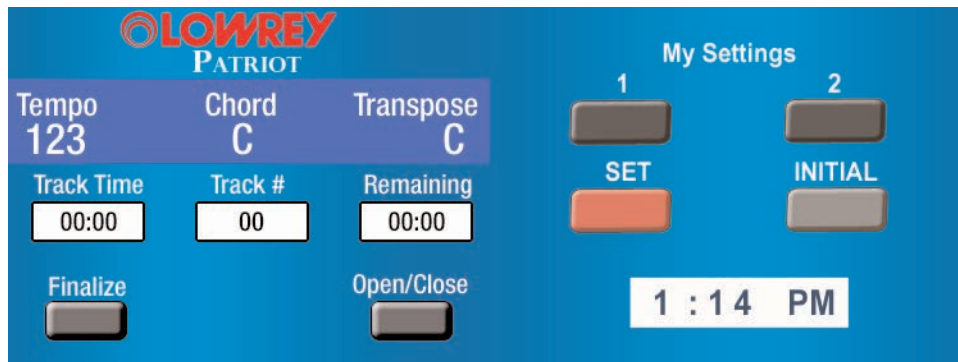 LOWREY
PATRIOT
Tempo Chord Transpose
123 C C
Track Time Track # Remaining
00:00 00 00:00
Finalize Open/Close
My Settings
1 2
SET INITIAL
1 : 14 PM